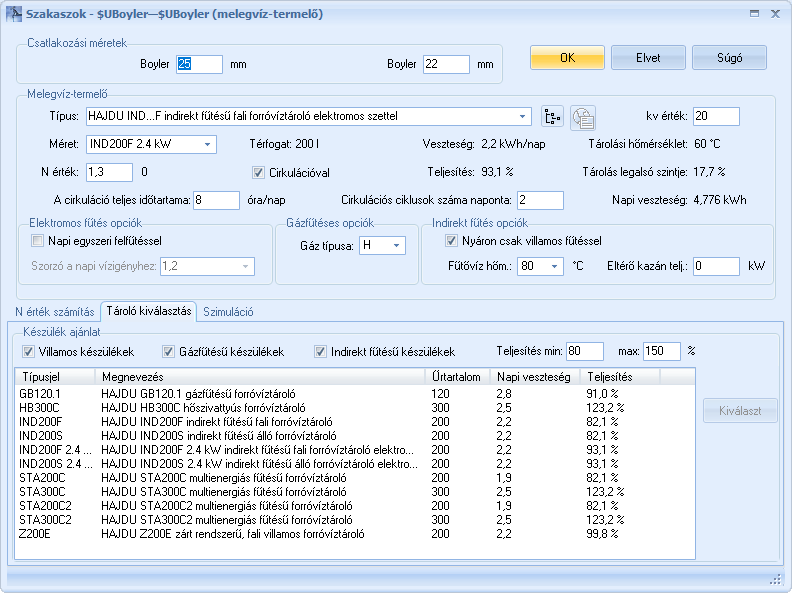 Szakaszok - $UBoyler—$UBoyler (melegvíz-termelő)
Csatlakozási méretek
Boyler 25 mm Boyler 22 mm
OK Elvet Súgó
Melegvíz-termelő
Típus: HAJDU IND...F indirekt fűtésű fali forróvíztároló elektromos szettel kv érték: 20
Méret: IND200F 2.4 kW Térfogat: 200 l Veszteség: 2,2 kWh/nap Tárolási hőmérséklet: 60 °C
N érték: 1,3 0 Cirkulációval Teljesítés: 93,1 % Tárolás legalsó szintje: 17,7 %
A cirkuláció teljes időtartama: 8 óra/nap Cirkulációs ciklusok száma naponta: 2 Napi veszteség: 4,776 kWh
Elektromos fűtés opciók Gázfűtéses opciók Indirekt fűtés opciók
Napi egyszeri felfűtéssel Gáz típusa: H Nyáron csak villamos fűtéssel
Szorzó a napi vízigényhez: 1,2 Fűtővíz hőm.: 80 °C Eltérő kazán telj.: 0 kW
N érték számítás Tároló kiválasztás Szimuláció
Készülék ajánlat
Villamos készülékek Gázfűtésű készülékek Indirekt fűtésű készülékek Teljesítés min: 80 max: 150 %
Típusjel Megnevezés Űrtartalom Napi veszteség Teljesítés
GB120.1 HAJDU GB120.1 gázfűtésű forróvíztároló 120 2,8 91,0 %
HB300C HAJDU HB300C hőszivattyús forróvíztároló 300 2,5 123,2 %
IND200F HAJDU IND200F indirekt fűtésű fali forróvíztároló 200 2,2 82,1 %
IND200S HAJDU IND200S indirekt fűtésű álló forróvíztároló 200 2,2 82,1 %
IND200F 2.4 ... HAJDU IND200F 2.4 kW indirekt fűtésű fali forróvíztároló elektro... 200 2,2 93,1 %
IND200S 2.4 ... HAJDU IND200S 2.4 kW indirekt fűtésű álló forróvíztároló elektro... 200 2,2 93,1 %
STA200C HAJDU STA200C multienergiás fűtésű forróvíztároló 200 1,9 82,1 %
STA300C HAJDU STA300C multienergiás fűtésű forróvíztároló 300 2,5 123,2 %
STA200C2 HAJDU STA200C2 multienergiás fűtésű forróvíztároló 200 1,9 82,1 %
STA300C2 HAJDU STA300C2 multienergiás fűtésű forróvíztároló 300 2,5 123,2 %
Z200E HAJDU Z200E zárt rendszerű, fali villamos forróvíztároló 200 2,2 99,8 %
Kiválaszt